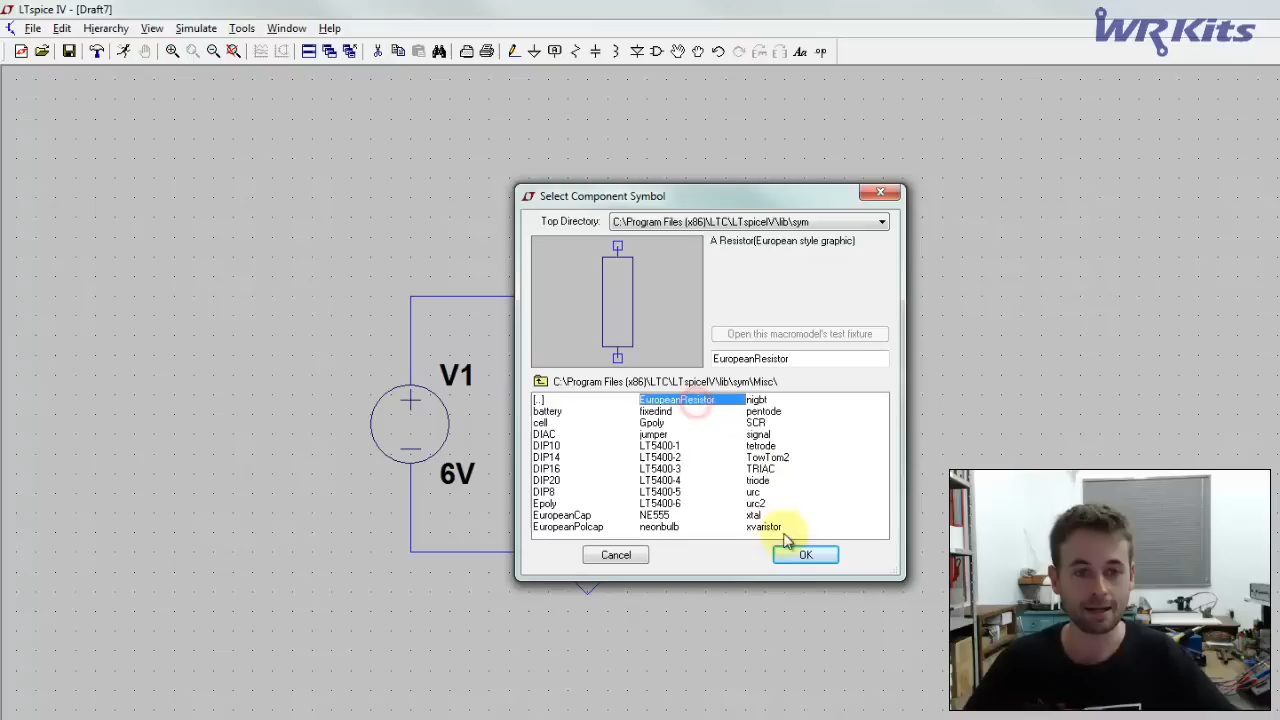 LTspice IV - [Draft7]
WR Kits
File Edit Hierarchy View Simulate Tools Window Help
Aa .op
Select Component Symbol
Top Directory: C:\Program Files (x86)\LTC\LTspiceIV\lib\sym
A Resistor(European style graphic)
Open this macromodel's test fixture
EuropeanResistor
C:\Program Files (x86)\LTC\LTspiceIV\lib\sym\Misc\
[..] EuropeanResistor nigbt
battery fixedind pentode
cell Gpoly SCR
DIAC jumper signal
DIP10 LT5400-1 tetrode
DIP14 LT5400-2 TowTom2
DIP16 LT5400-3 TRIAC
DIP20 LT5400-4 triode
DIP8 LT5400-5 urc
Epoly LT5400-6 urc2
EuropeanCap NE555 xtal
EuropeanPolcap neonbulb xvaristor
Cancel OK
V1
6V